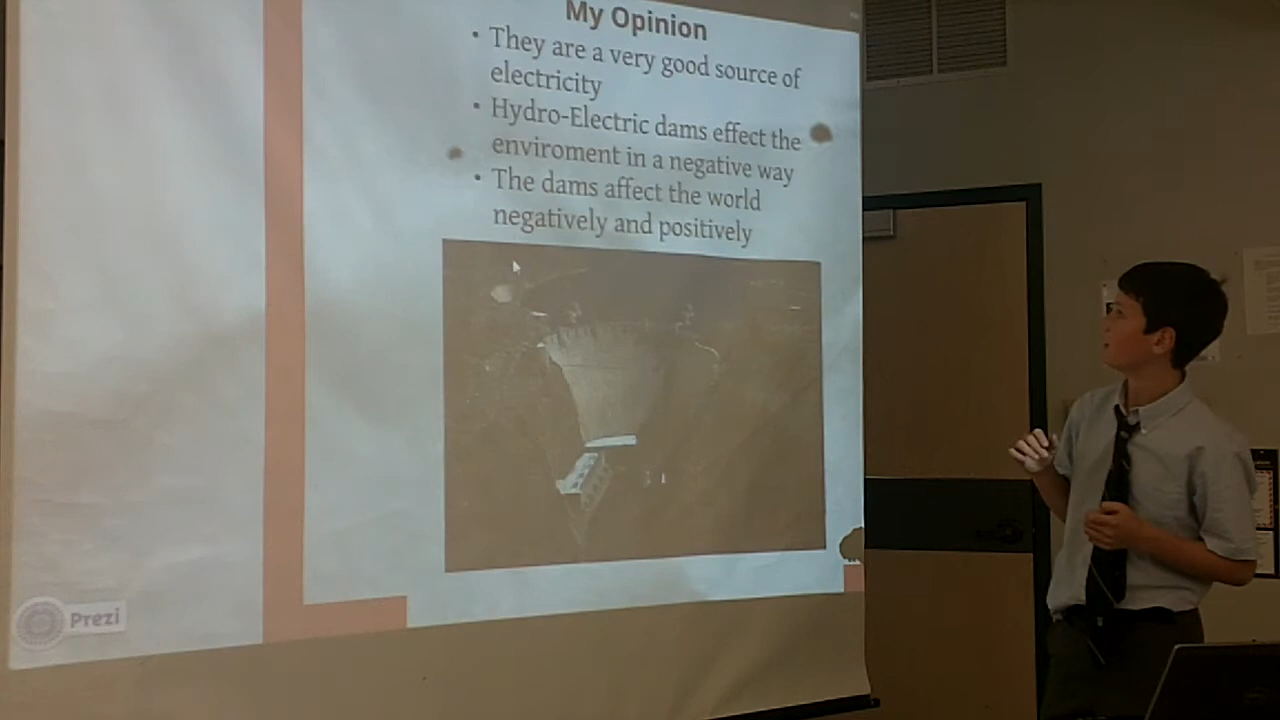 My Opinion
• They are a very good source of
electricity
• Hydro-Electric dams effect the
enviroment in a negative way
• The dams affect the world
negatively and positively
Prezi